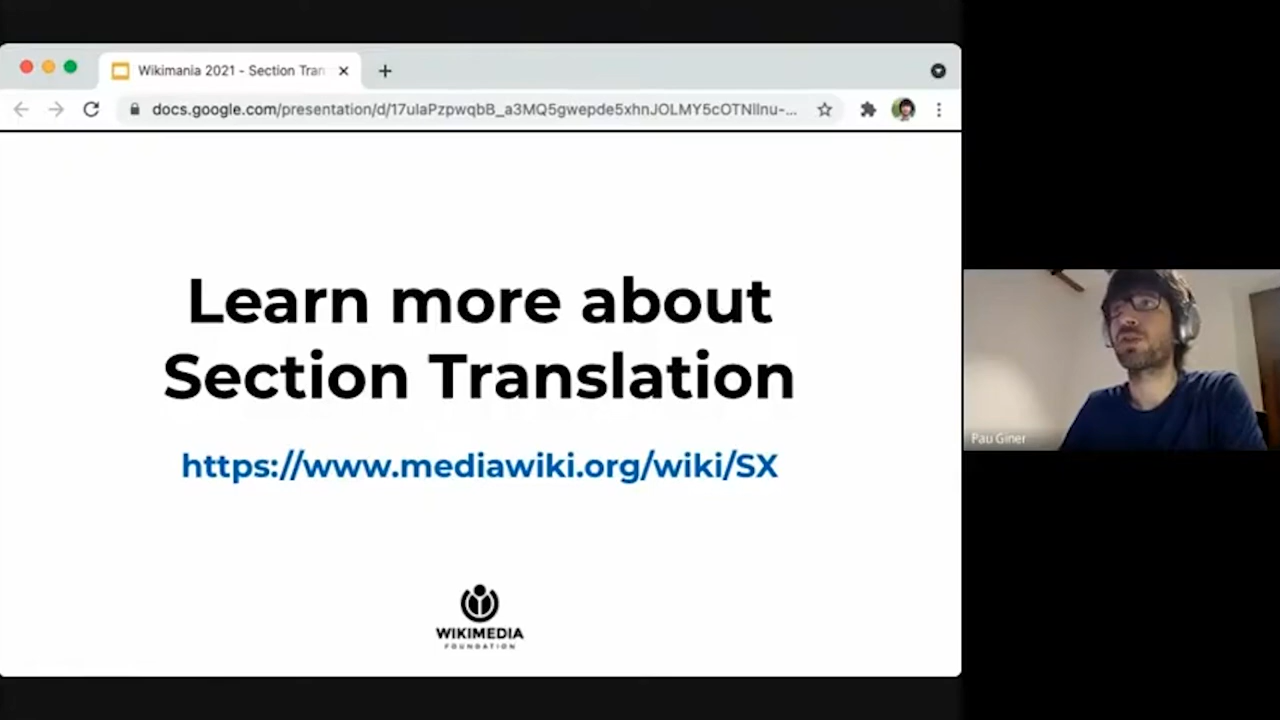 Wikimania 2021 - Section Tran
docs.google.com/presentation/d/17ulaPzpwqbB_a3MQ5gwepde5xhnJOLMY5cOTNlInu-...
Learn more about
Section Translation
https://www.mediawiki.org/wiki/SX
WIKIMEDIA
FOUNDATION
Pau Giner